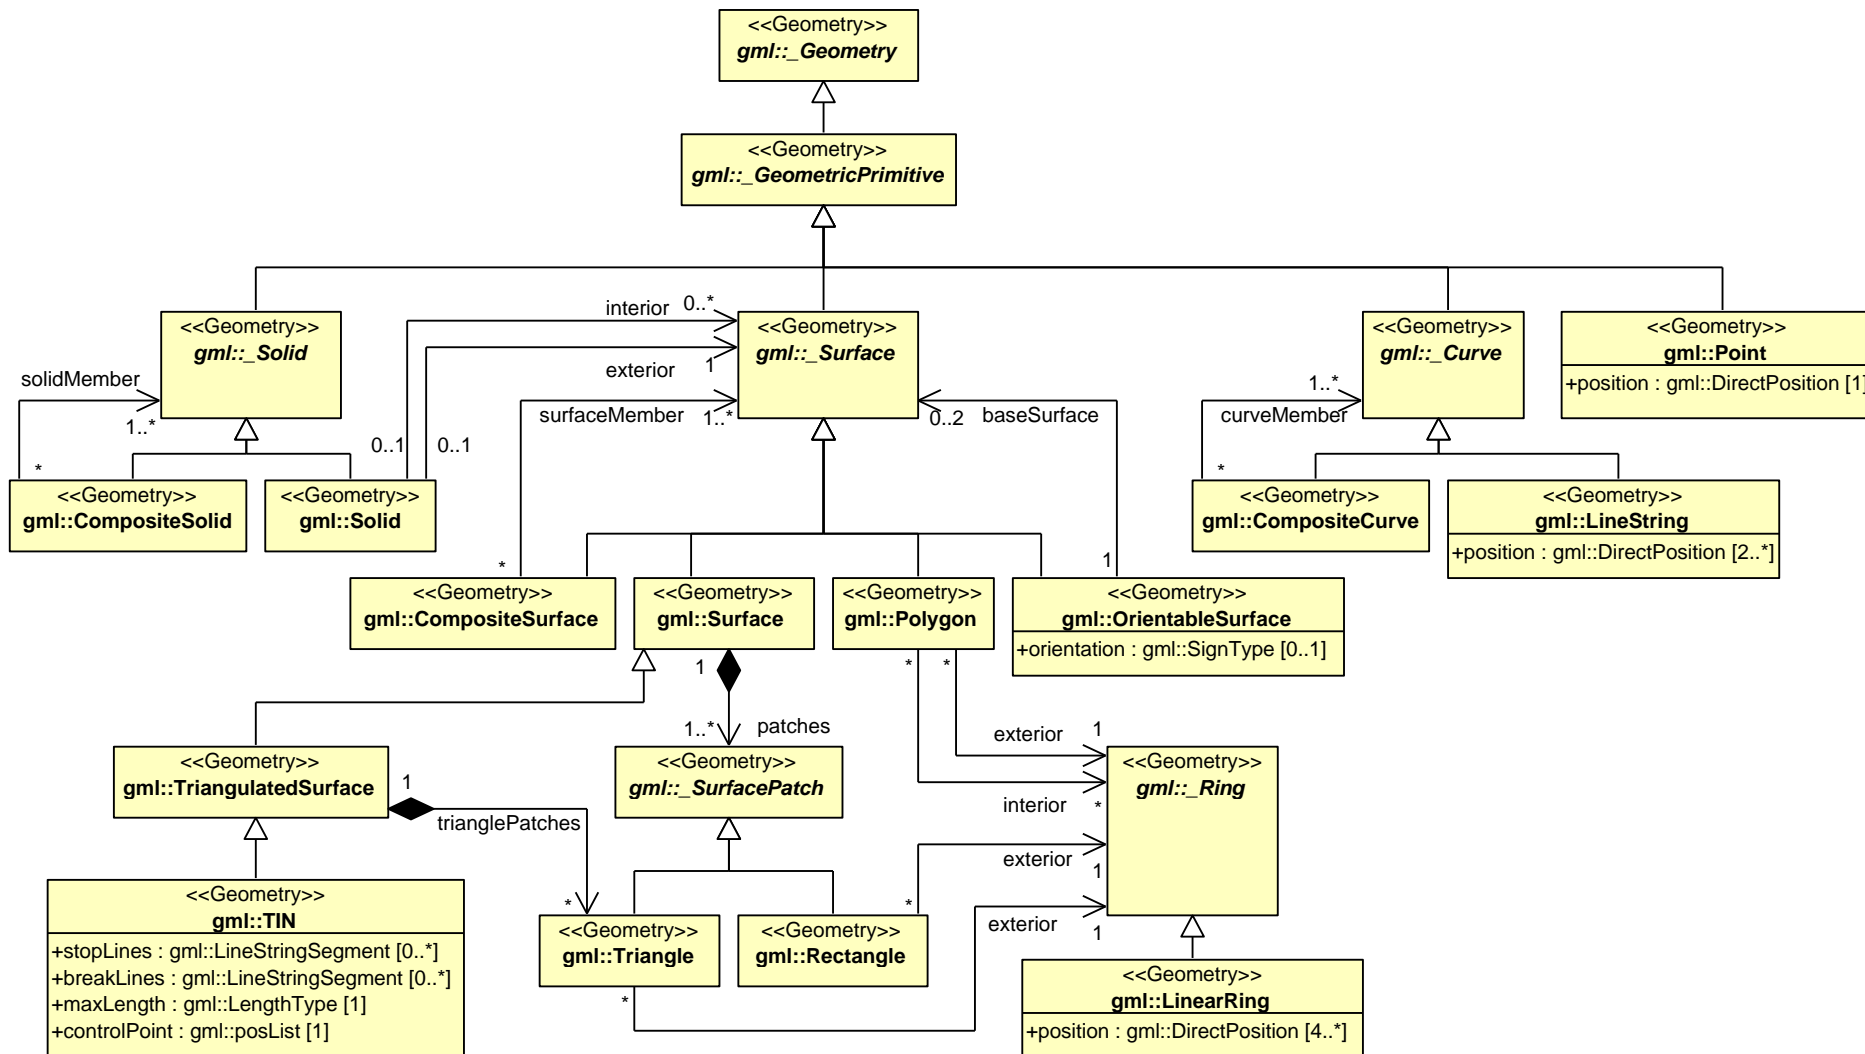 <<Geometry>>
gml::_Geometry
<<Geometry>>
gml::_GeometricPrimitive
<<Geometry>>
gml::_Solid
solidMember
1..*
*
interior
0..*
exterior
1
0..1
0..1
<<Geometry>>
gml::_Surface
surfaceMember
1..*
*
0..2
baseSurface
1
<<Geometry>>
gml::_Curve
1..*
curveMember
*
<<Geometry>>
gml::Point
+position : gml::DirectPosition [1]
<<Geometry>>
gml::CompositeSolid
<<Geometry>>
gml::Solid
<<Geometry>>
gml::CompositeCurve
<<Geometry>>
gml::LineString
+position : gml::DirectPosition [2..*]
<<Geometry>>
gml::CompositeSurface
<<Geometry>>
gml::Surface
<<Geometry>>
gml::Polygon
<<Geometry>>
gml::OrientableSurface
+orientation : gml::SignType [0..1]
1
*
*
1..*
patches
exterior
1
interior
*
<<Geometry>>
gml::TriangulatedSurface
1
trianglePatches
*
<<Geometry>>
gml::_SurfacePatch
<<Geometry>>
gml::_Ring
exterior
1
*
exterior
1
*
<<Geometry>>
gml::TIN
+stopLines : gml::LineStringSegment [0..*]
+breakLines : gml::LineStringSegment [0..*]
+maxLength : gml::LengthType [1]
+controlPoint : gml::posList [1]
<<Geometry>>
gml::Triangle
<<Geometry>>
gml::Rectangle
<<Geometry>>
gml::LinearRing
+position : gml::DirectPosition [4..*]